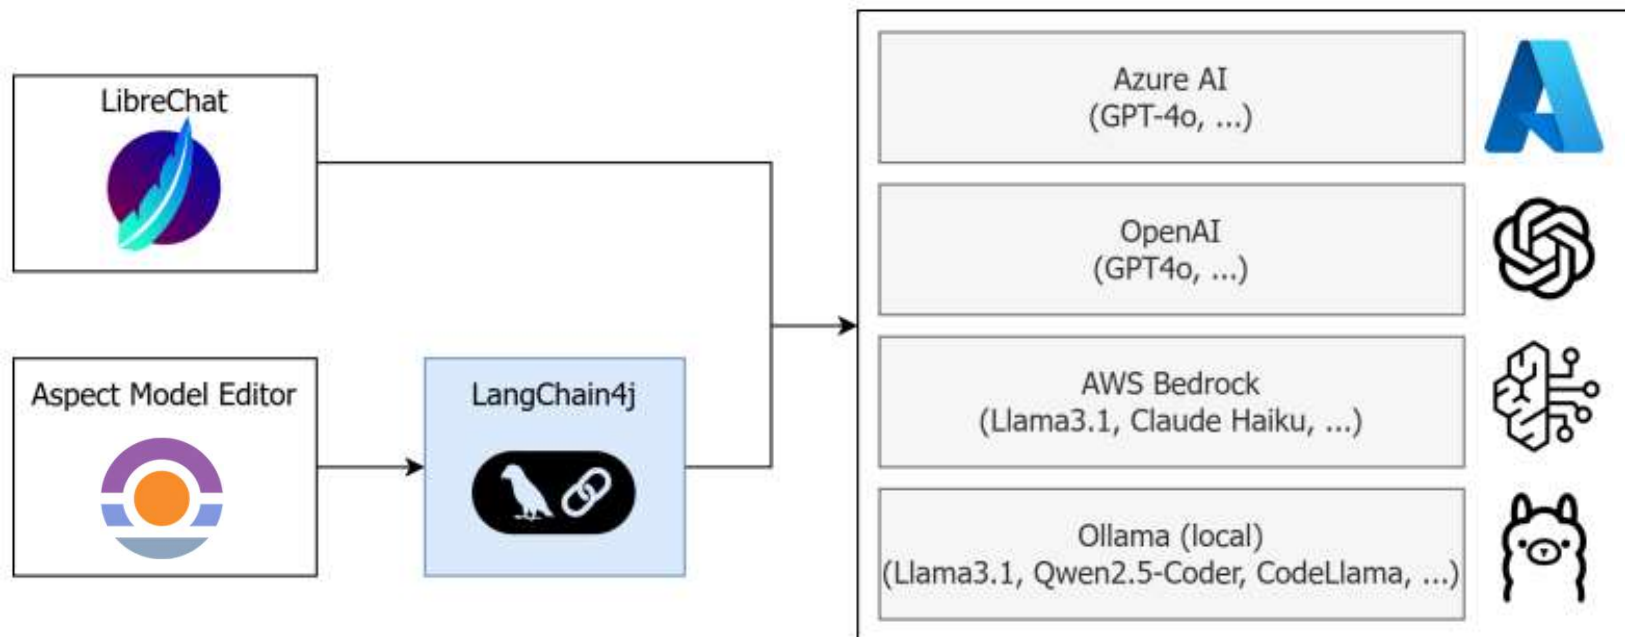 LibreChat
Aspect Model Editor
LangChain4j
Azure AI
(GPT-4o, ...)
OpenAI
(GPT4o, ...)
AWS Bedrock
(Llama3.1, Claude Haiku, ...)
Ollama (local)
(Llama3.1, Qwen2.5-Coder, CodeLlama, ...)